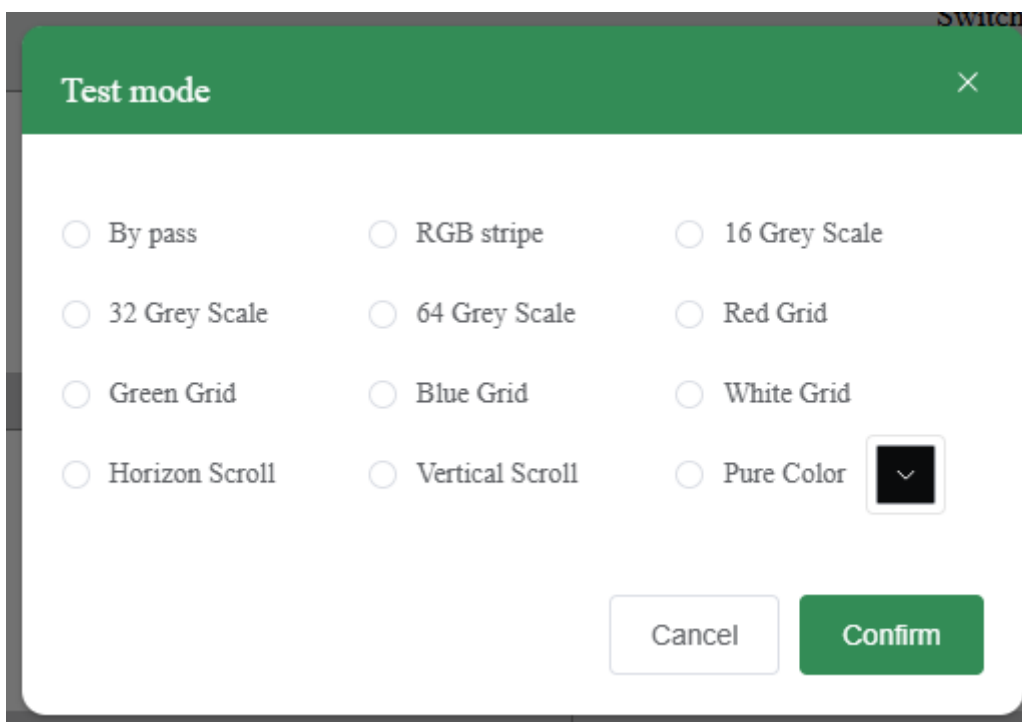 Switch
Test mode
By pass RGB stripe 16 Grey Scale
32 Grey Scale 64 Grey Scale Red Grid
Green Grid Blue Grid White Grid
Horizon Scroll Vertical Scroll Pure Color
Cancel Confirm